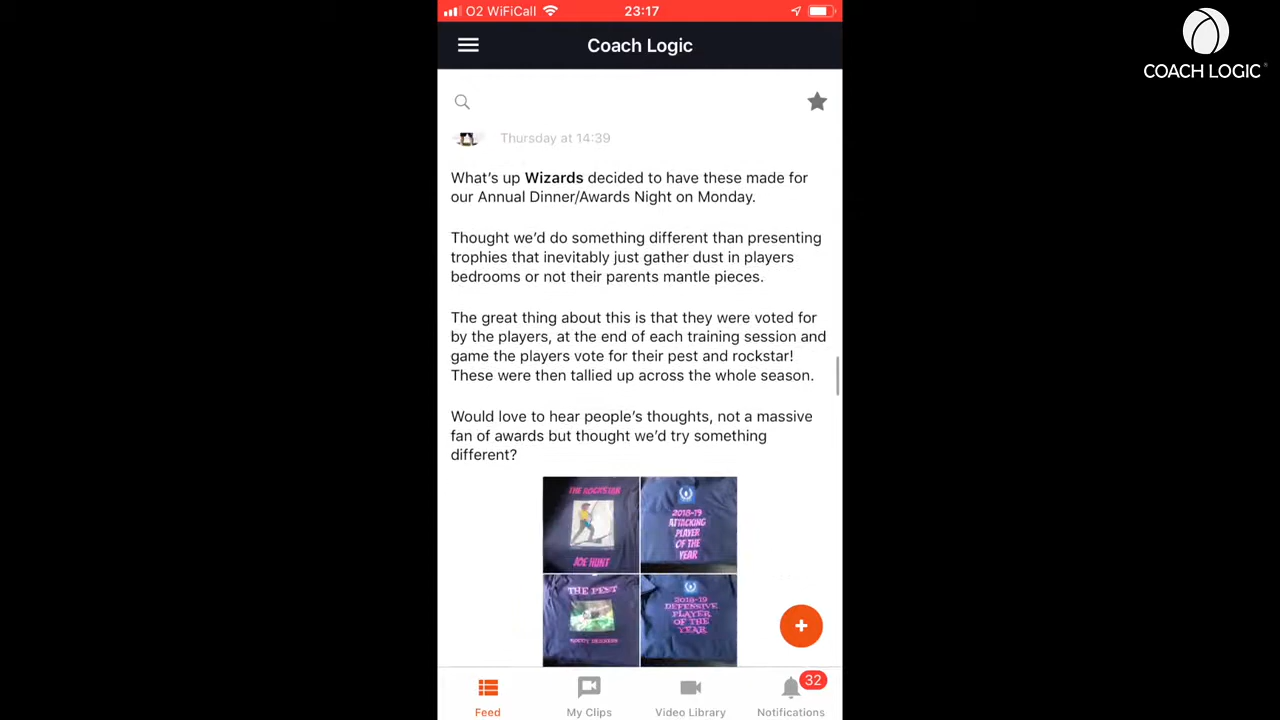 O2 WiFiCall
23:17
COACH LOGIC
Coach Logic
Thursday at 14:39
What's up Wizards decided to have these made for
our Annual Dinner/Awards Night on Monday.
Thought we'd do something different than presenting
trophies that inevitably just gather dust in players
bedrooms or not their parents mantle pieces.
The great thing about this is that they were voted for
by the players, at the end of each training session and
game the players vote for their pest and rockstar!
These were then tallied up across the whole season.
Would love to hear people's thoughts, not a massive
fan of awards but thought we'd try something
different?
THE ROCKSTAR
JOE HUNT
2018-19
ATTACKING
PLAYER
OF THE
YEAR
THE PEST
2018-19
DEFENSIVE
PLAYER
OF THE
YEAR
+
32
Feed
My Clips
Video Library
Notifications